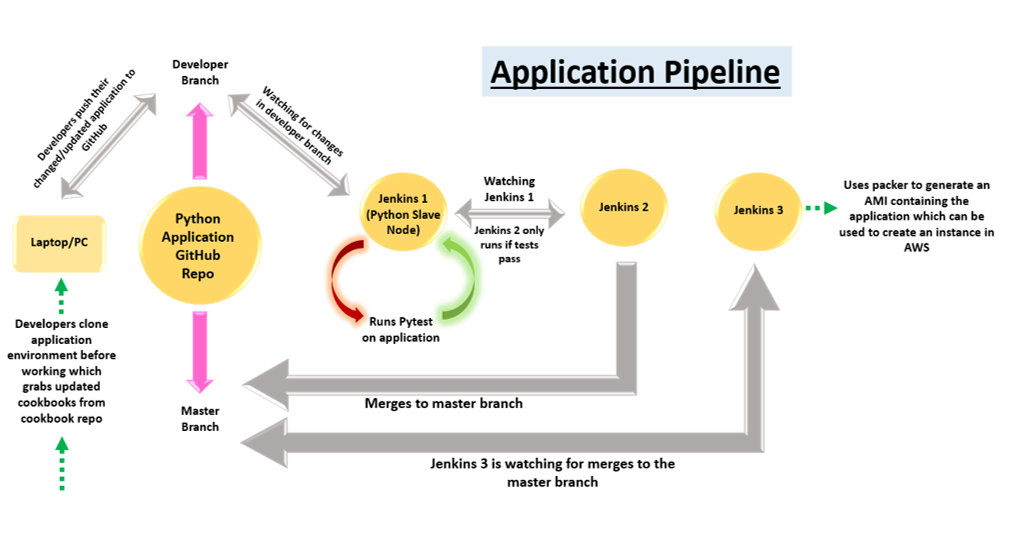 Application Pipeline
Developer
Branch
Developers push their
changed/updated application to
GitHub
Watching for changes
in developer branch
Laptop/PC
Python
Application
GitHub
Repo
Jenkins 1
(Python Slave
Node)
Watching
Jenkins 1
Jenkins 2 only
runs if tests
pass
Jenkins 2
Jenkins 3
Uses packer to generate an
AMI containing the
application which can be
used to create an instance in
AWS
Runs Pytest
on application
Developers clone
application
environment before
working which
grabs updated
cookbooks from
cookbook repo
Master
Branch
Merges to master branch
Jenkins 3 is watching for merges to the
master branch